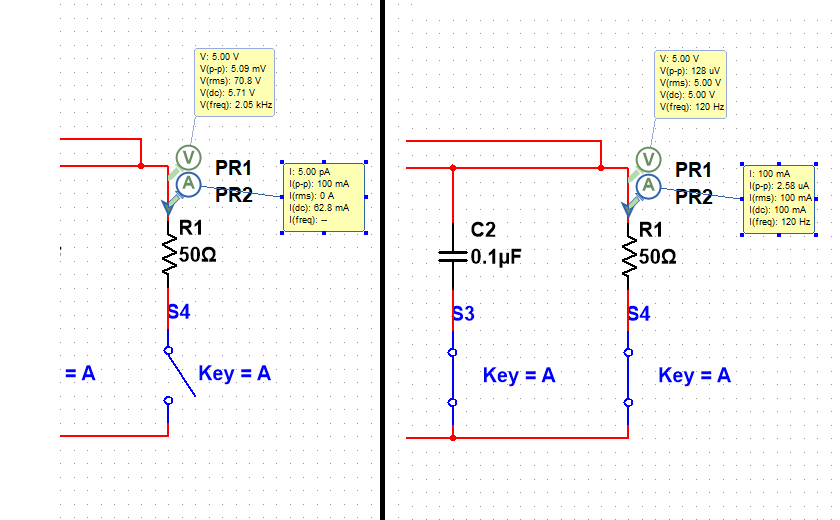 V: 5.00 V
V(p-p): 5.09 mV
V(rms): 70.8 V
V(dc): 5.71 V
V(freq): 2.05 kHz
V
PR1
A
PR2
I: 5.00 pA
I(p-p): 100 mA
I(rms): 0 A
I(dc): 62.8 mA
I(freq): --
R1
50Ω
S4
= A
Key = A
V: 5.00 V
V(p-p): 128 uV
V(rms): 5.00 V
V(dc): 5.00 V
V(freq): 120 Hz
V
PR1
A
PR2
I: 100 mA
I(p-p): 2.58 uA
I(rms): 100 mA
I(dc): 100 mA
I(freq): 120 Hz
C2
0.1µF
R1
50Ω
S3
S4
Key = A
Key = A